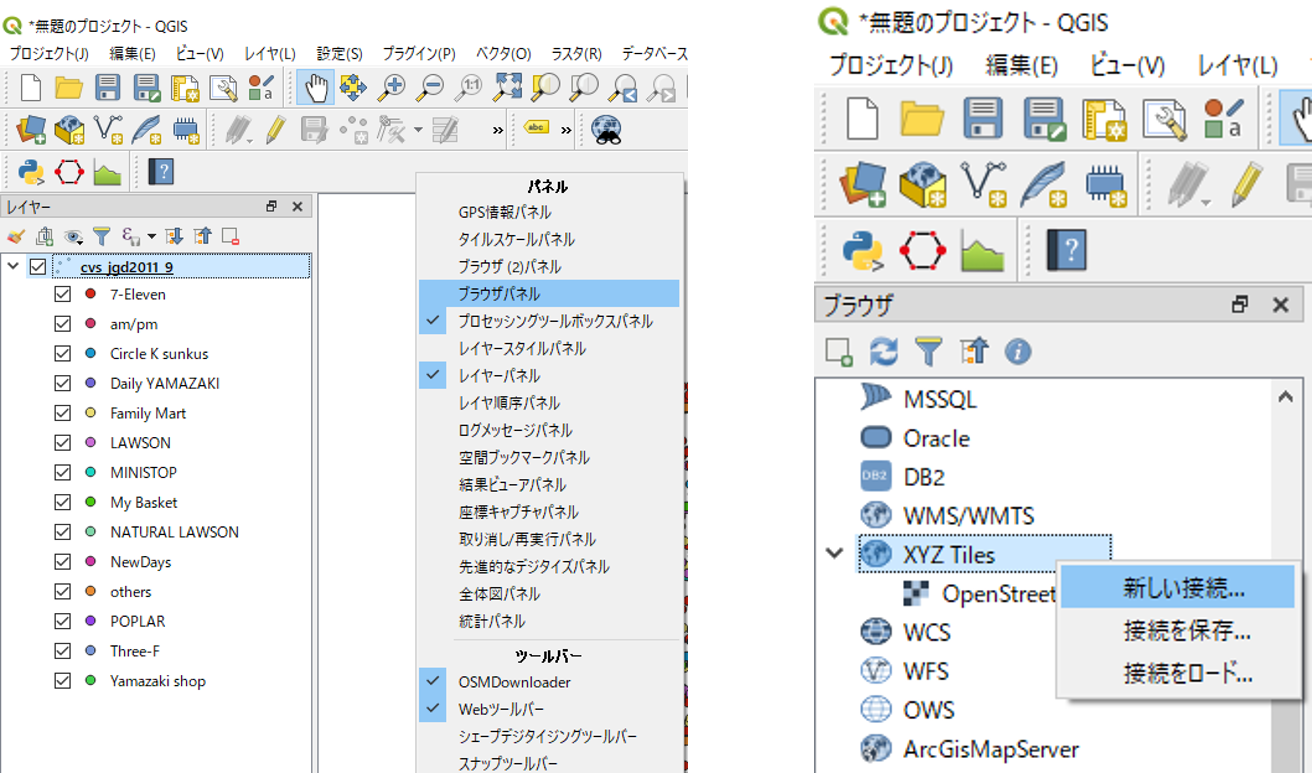 *無題のプロジェクト - QGIS
プロジェクト(J) 編集(E) ビュー(V) レイヤ(L) 設定(S) プラグイン(P) ベクタ(O) ラスタ(R) データベース
1:1
a
abc
?
レイヤー
cvs_jgd2011_9
7-Eleven
am/pm
Circle K sunkus
Daily YAMAZAKI
Family Mart
LAWSON
MINISTOP
My Basket
NATURAL LAWSON
NewDays
others
POPLAR
Three-F
Yamazaki shop
パネル
GPS情報パネル
タイルスケールパネル
ブラウザ (2)パネル
ブラウザパネル
プロセッシングツールボックスパネル
レイヤースタイルパネル
レイヤーパネル
レイヤ順序パネル
ログメッセージパネル
空間ブックマークパネル
結果ビューアパネル
座標キャプチャパネル
取り消し/再実行パネル
先進的なデジタイズパネル
全体図パネル
統計パネル
ツールバー
OSMDownloader
Webツールバー
シェープデジタイジングツールバー
スナップツールバー
*無題のプロジェクト - QGIS
プロジェクト(J) 編集(E) ビュー(V) レイヤ(L)
a
?
ブラウザ
MSSQL
Oracle
DB2
DB2
WMS/WMTS
XYZ Tiles
OpenStreet
WCS
WFS
OWS
ArcGisMapServer
新しい接続...
接続を保存...
接続をロード...